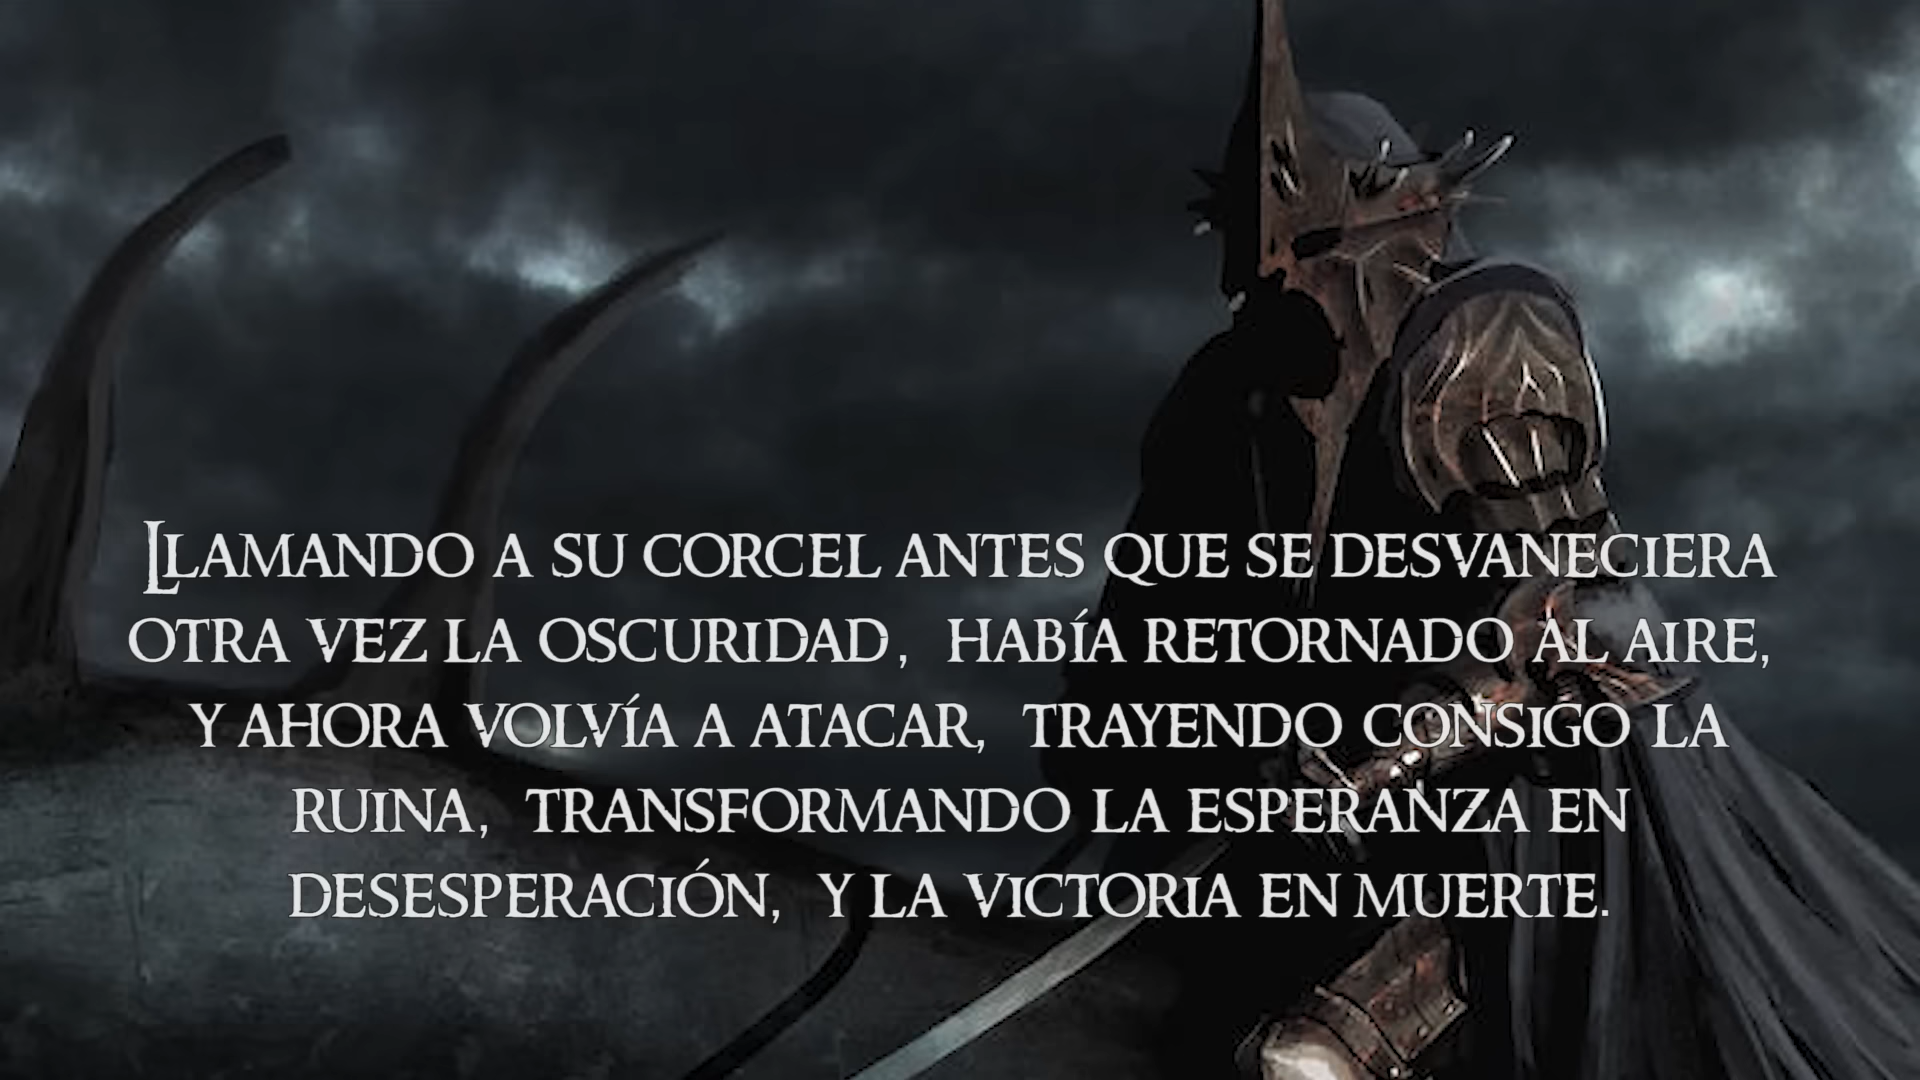 Llamando a su corcel antes que se desvaneciera
otra vez la oscuridad, había retornado al aire,
y ahora volvía a atacar, trayendo consigo la
ruina, transformando la esperanza en
desesperación, y la victoria en muerte.